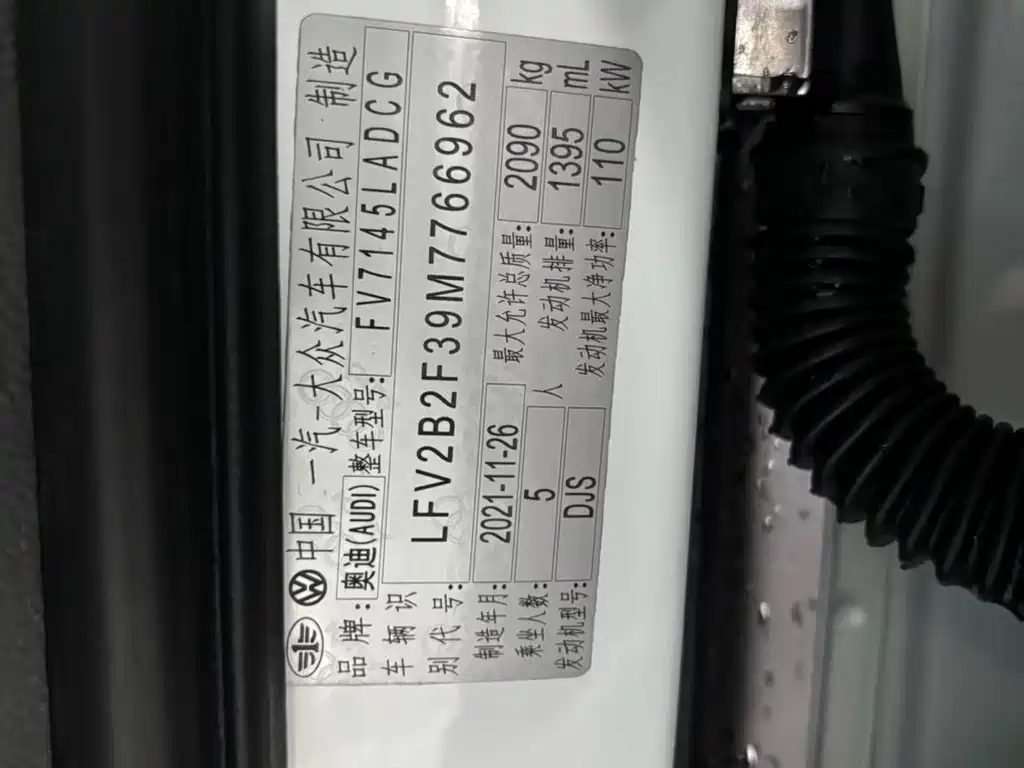 中国一汽-大众汽车有限公司 制造
品牌: 奥迪(AUDI) 整车型号: FV7145LADCG
车辆识别代号: LFV2B2F39M7766962
制造年月: 2021-11-26 最大允许总质量: 2090 kg
乘坐人数: 5 人 发动机排量: 1395 mL
发动机型号: DJS 发动机最大净功率: 110 kW